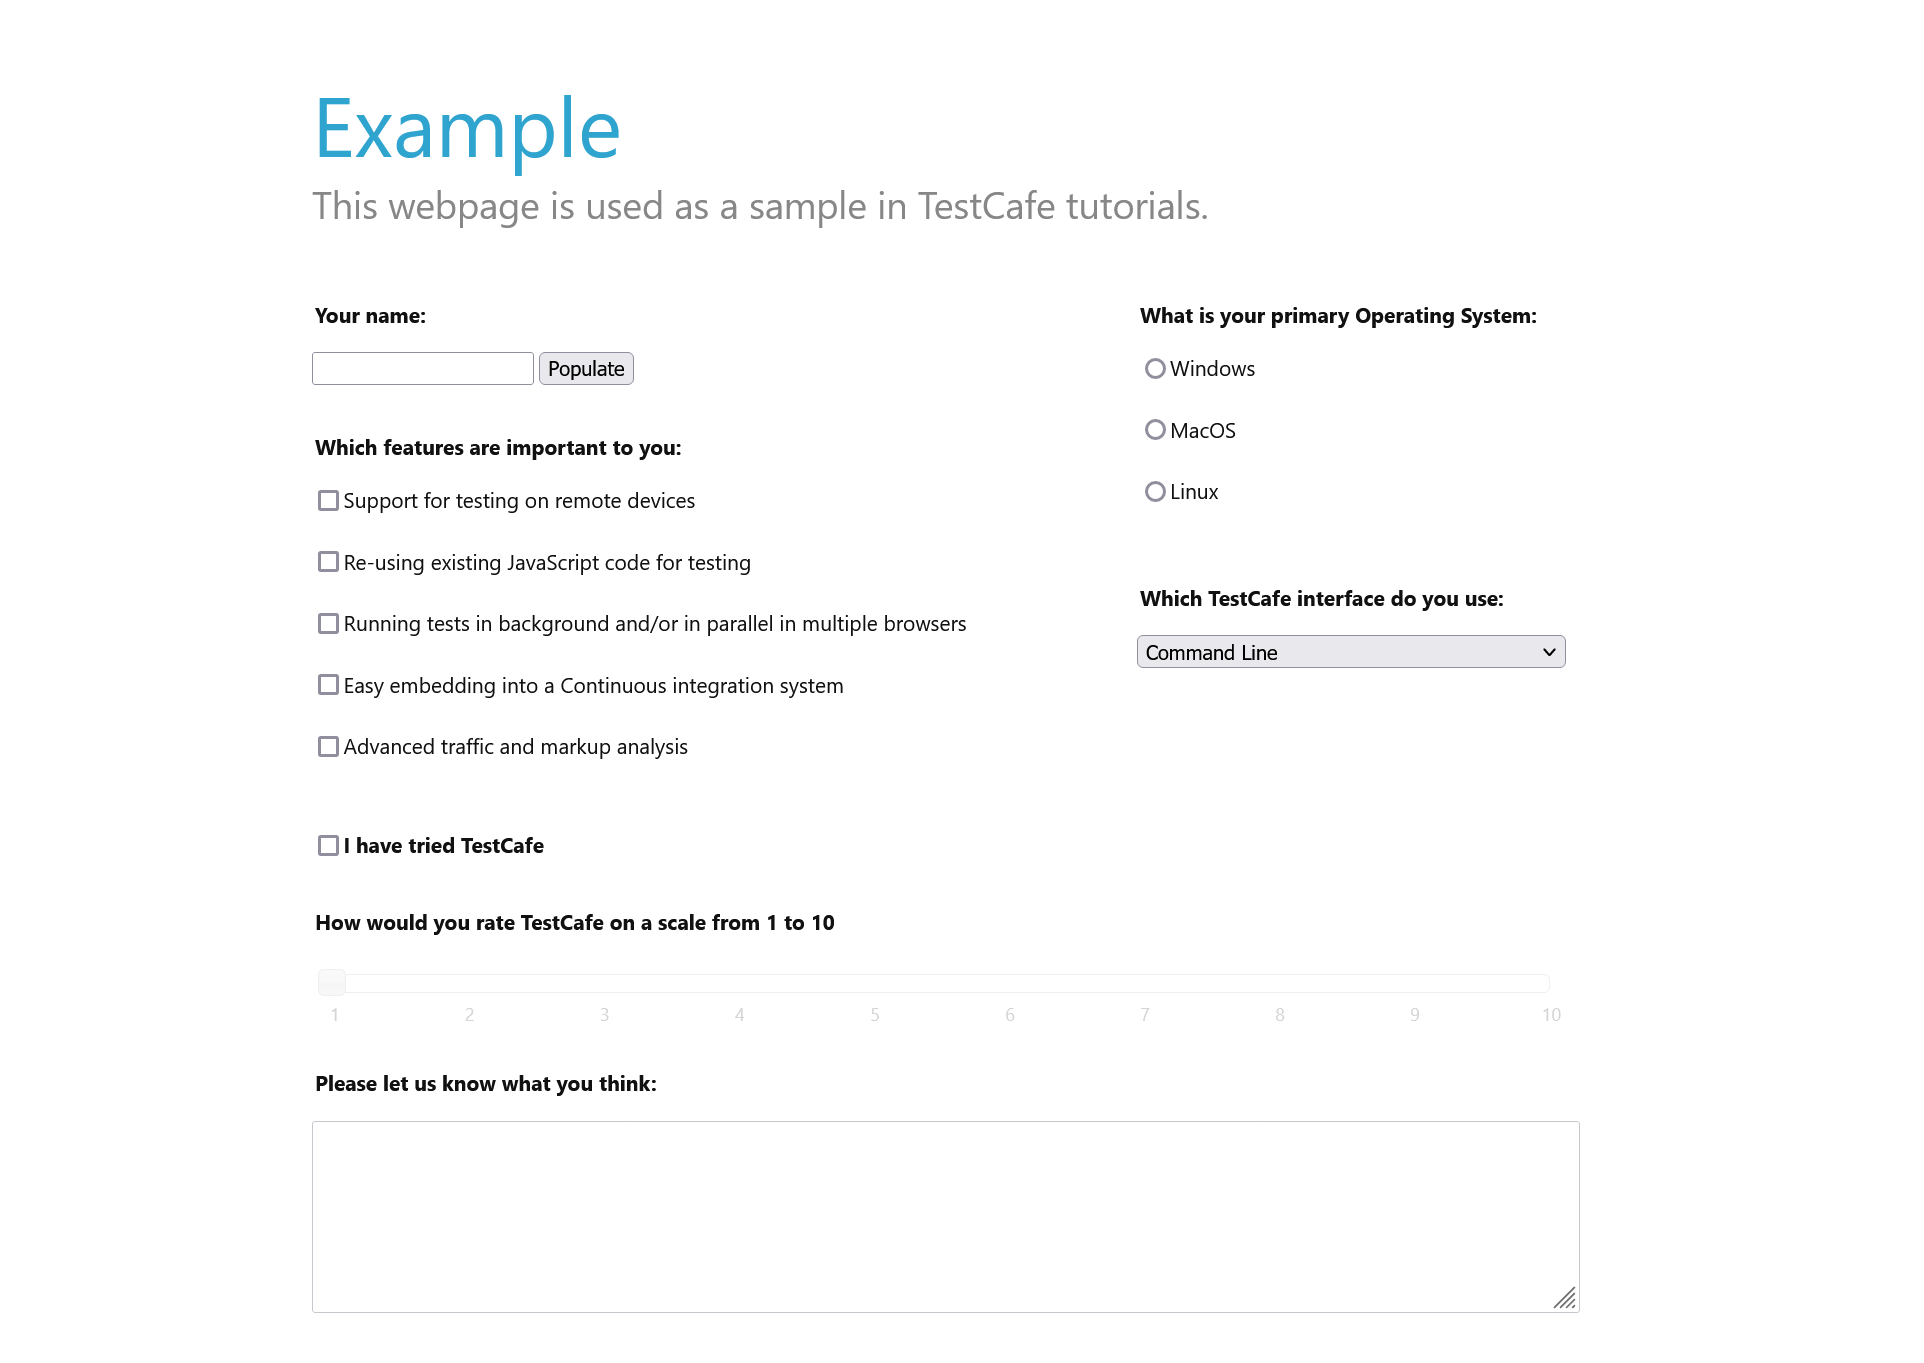 Example
This webpage is used as a sample in TestCafe tutorials.
Your name:
Populate
Which features are important to you:
Support for testing on remote devices
Re-using existing JavaScript code for testing
Running tests in background and/or in parallel in multiple browsers
Easy embedding into a Continuous integration system
Advanced traffic and markup analysis
What is your primary Operating System:
Windows
MacOS
Linux
Which TestCafe interface do you use:
Command Line
I have tried TestCafe
How would you rate TestCafe on a scale from 1 to 10
1 2 3 4 5 6 7 8 9 10
Please let us know what you think: